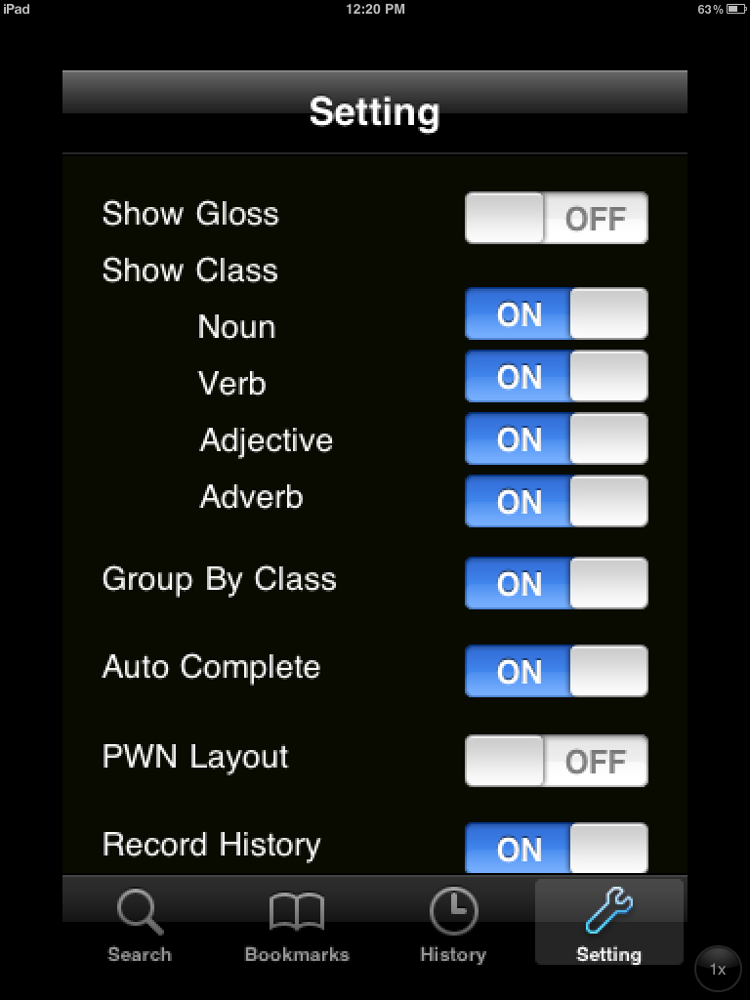 iPad 12:20 PM 63%
Setting
Show Gloss OFF
Show Class
Noun ON
Verb ON
Adjective ON
Adverb ON
Group By Class ON
Auto Complete ON
PWN Layout OFF
Record History ON
Search Bookmarks History Setting
1x